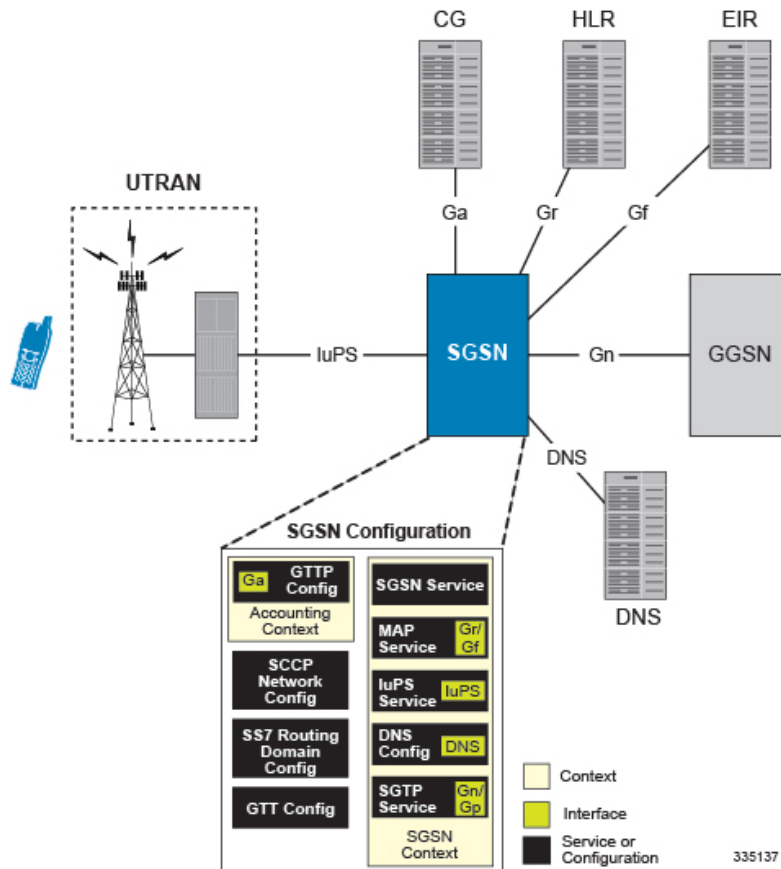 CG
HLR
EIR
UTRAN
Ga
Gr
Gf
IuPS
SGSN
Gn
GGSN
DNS
DNS
SGSN Configuration
Ga
GTTP
Config
Accounting
Context
SCCP
Network
Config
SS7 Routing
Domain
Config
GTT Config
SGSN Service
MAP
Service
Gr/
Gf
IuPS
Service
IuPS
DNS
Config
DNS
SGTP
Service
Gn/
Gp
SGSN
Context
Context
Interface
Service or
Configuration
335137